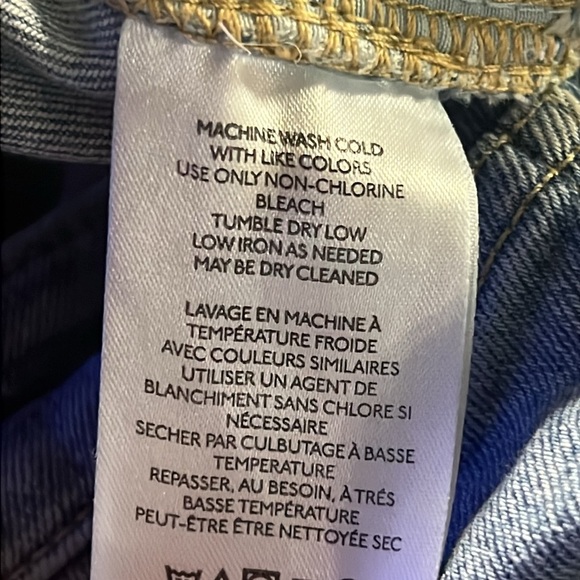 MACHINE WASH COLD
WITH LIKE COLORS
USE ONLY NON-CHLORINE
BLEACH
TUMBLE DRY LOW
LOW IRON AS NEEDED
MAY BE DRY CLEANED
LAVAGE EN MACHINE À
TEMPÉRATURE FROIDE
AVEC COULEURS SIMILAIRES
UTILISER UN AGENT DE
BLANCHIMENT SANS CHLORE SI
NÉCESSAIRE
SECHER PAR CULBUTAGE À BASSE
TEMPERATURE
REPASSER, AU BESOIN, À TRÉS
BASSE TEMPÉRATURE
PEUT-ÊTRE ÊTRE NETTOYÉ SEC